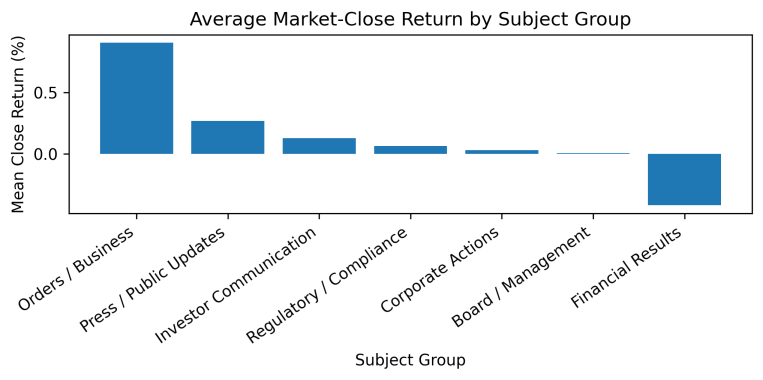 Average Market-Close Return by Subject Group
Mean Close Return (%)
0.5
0.0
Orders / Business
Press / Public Updates
Investor Communication
Regulatory / Compliance
Corporate Actions
Board / Management
Financial Results
Subject Group